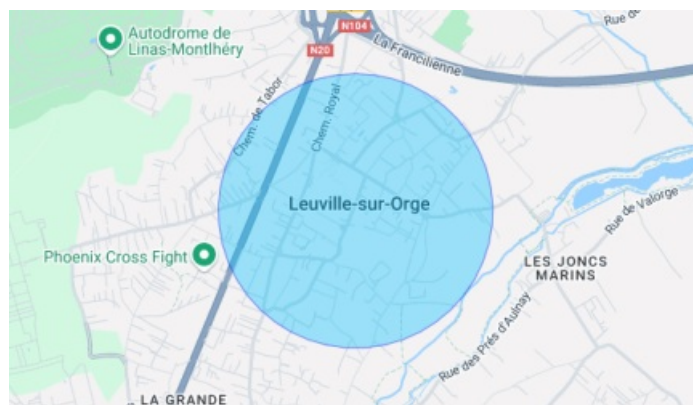 Autodrome de
Linas-Montlhéry
N104
N20
La Francilienne
Rue de
Chem. de Tabor
Chem. Royal
Leuville-sur-Orge
Phoenix Cross Fight
Rue de Valorge
LES JONCS
MARINS
Rue des Prés d'Aulnay
LA GRANDE